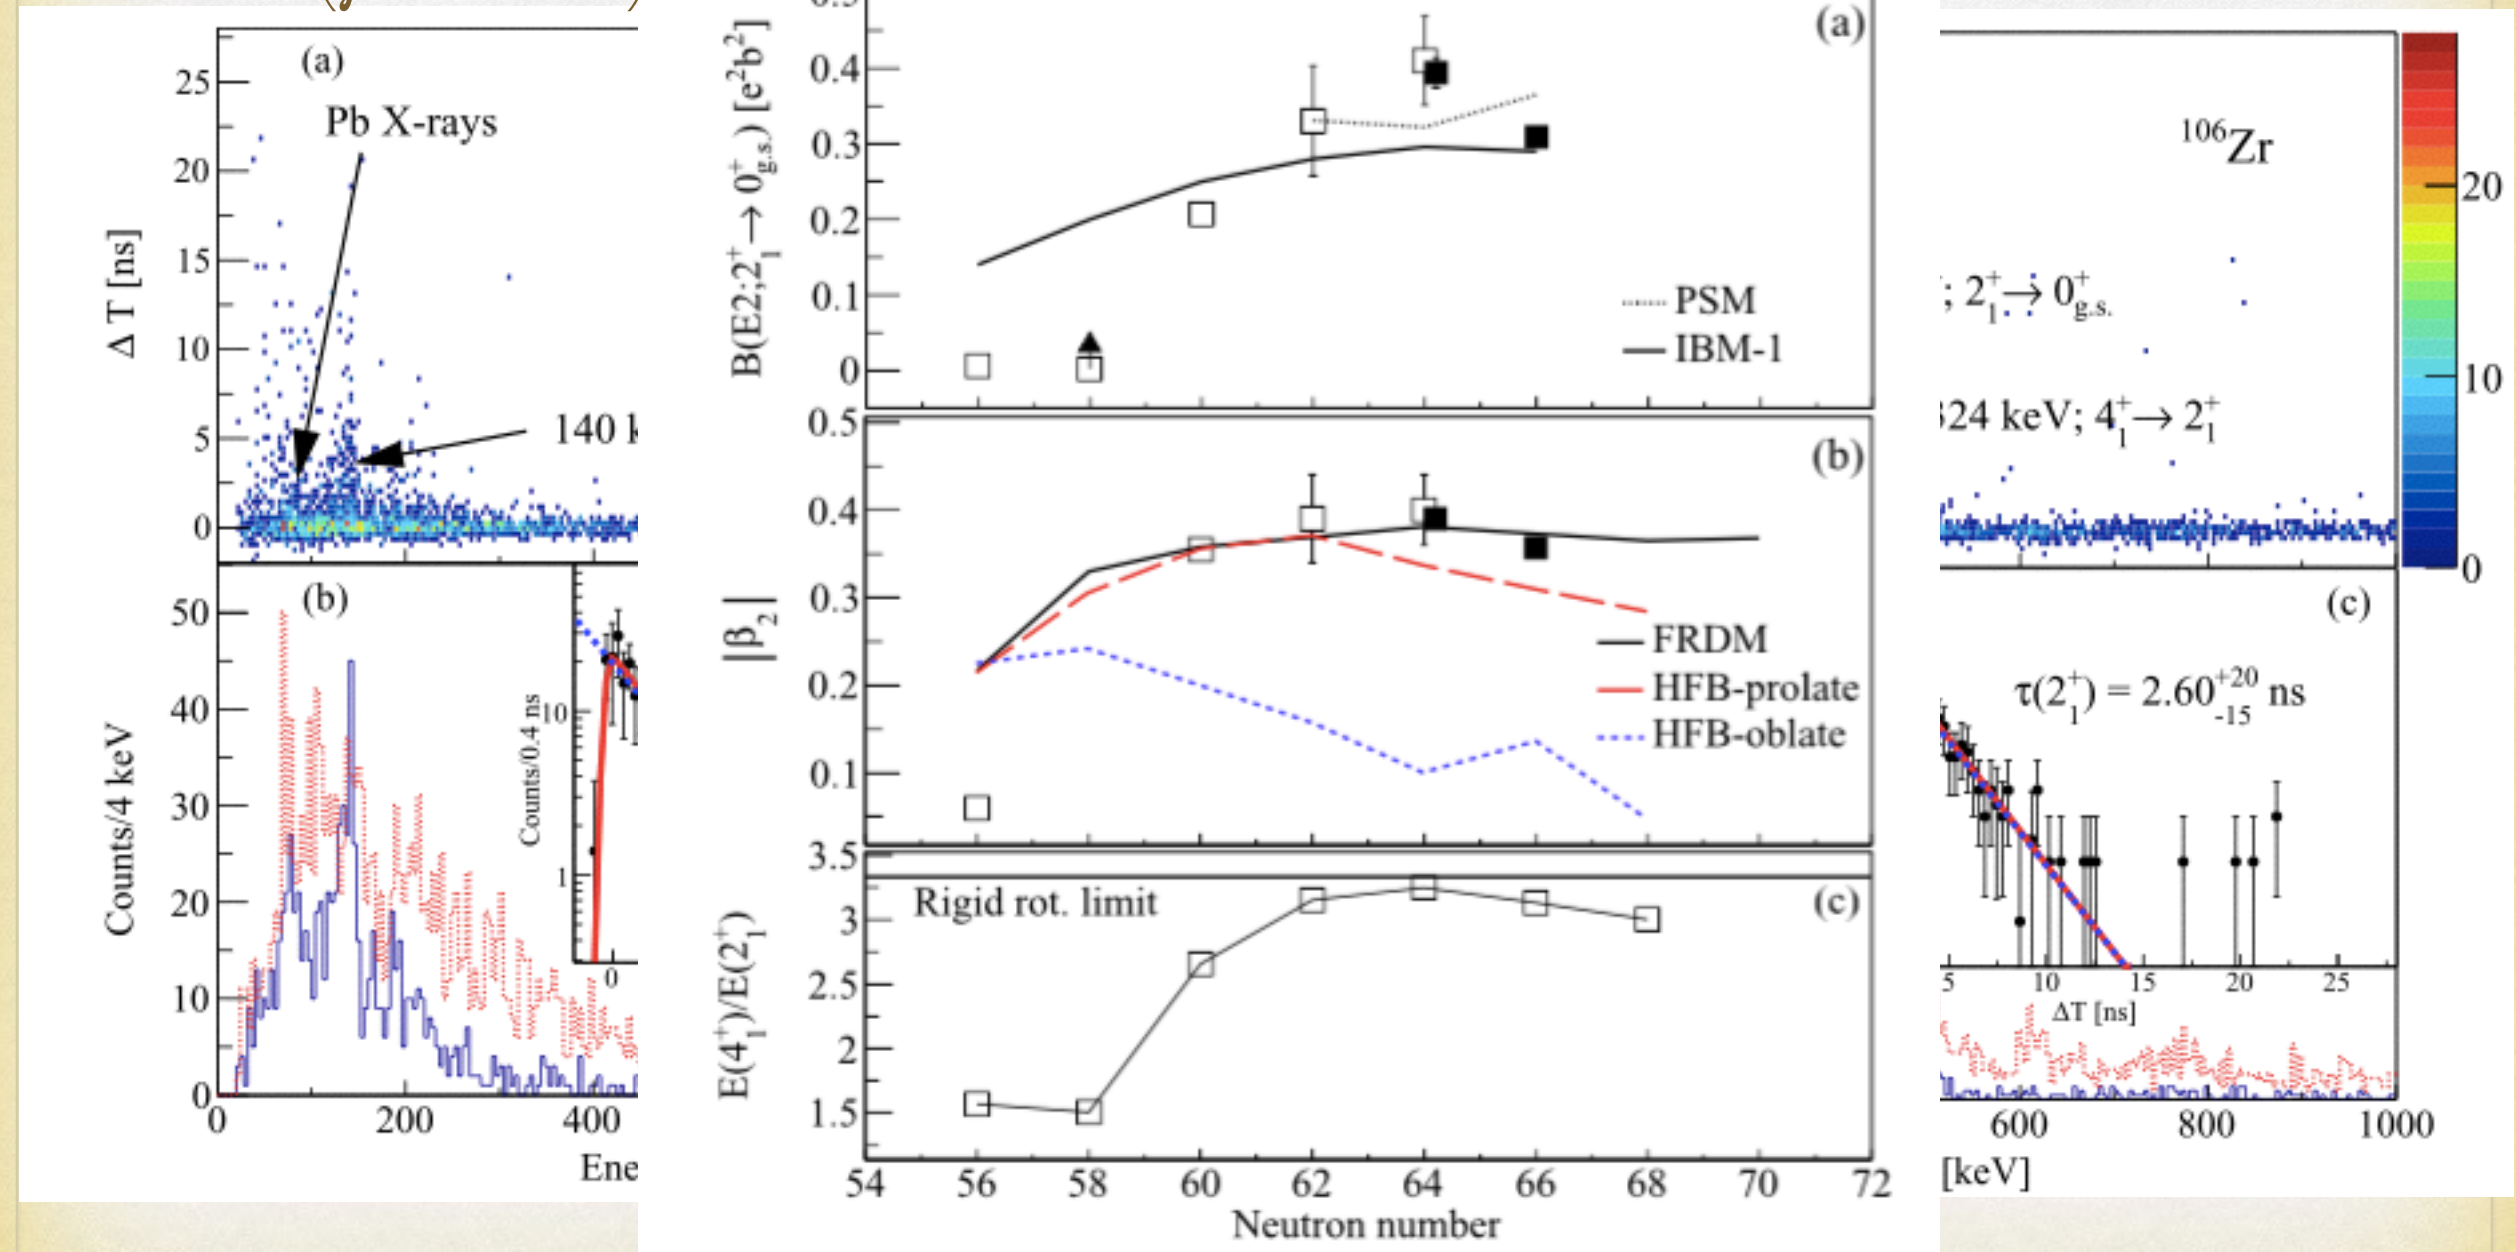 (a)
Pb X-rays
25
20
15
10
5
0
Δ T [ns]
140 k
(b)
50
40
30
20
10
0
Counts/4 keV
Counts/0.4 ns
10
1
0
0
200
400
Ene
(a)
0.4
0.3
0.2
0.1
0
B(E2;2₁⁺→ 0⁺g.s.) [e²b²]
PSM
IBM-1
(b)
0.5
0.4
0.3
0.2
0.1
|β₂|
FRDM
HFB-prolate
HFB-oblate
(c)
Rigid rot. limit
3.5
3
2.5
2
1.5
E(4₁⁺)/E(2₁⁺)
54
56
58
60
62
64
66
68
70
72
Neutron number
¹⁰⁶Zr
; 2₁⁺→ 0⁺g.s.
324 keV; 4₁⁺→ 2₁⁺
20
10
0
(c)
τ(2₁⁺) = 2.60⁺²⁰₋₁₅ ns
5
10
15
20
25
ΔT [ns]
600
800
1000
[keV]